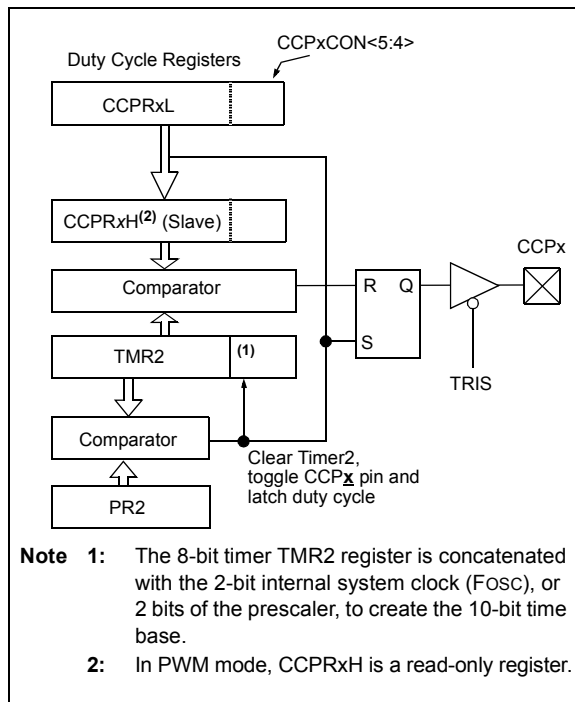 CCPxCON<5:4>
Duty Cycle Registers
CCPRxL
CCPRxH(2) (Slave)
CCPx
Comparator
R Q
S
TMR2 (1)
TRIS
Comparator
Clear Timer2,
toggle CCPx pin and
latch duty cycle
PR2
Note 1: The 8-bit timer TMR2 register is concatenated
with the 2-bit internal system clock (FOSC), or
2 bits of the prescaler, to create the 10-bit time
base.
2: In PWM mode, CCPRxH is a read-only register.